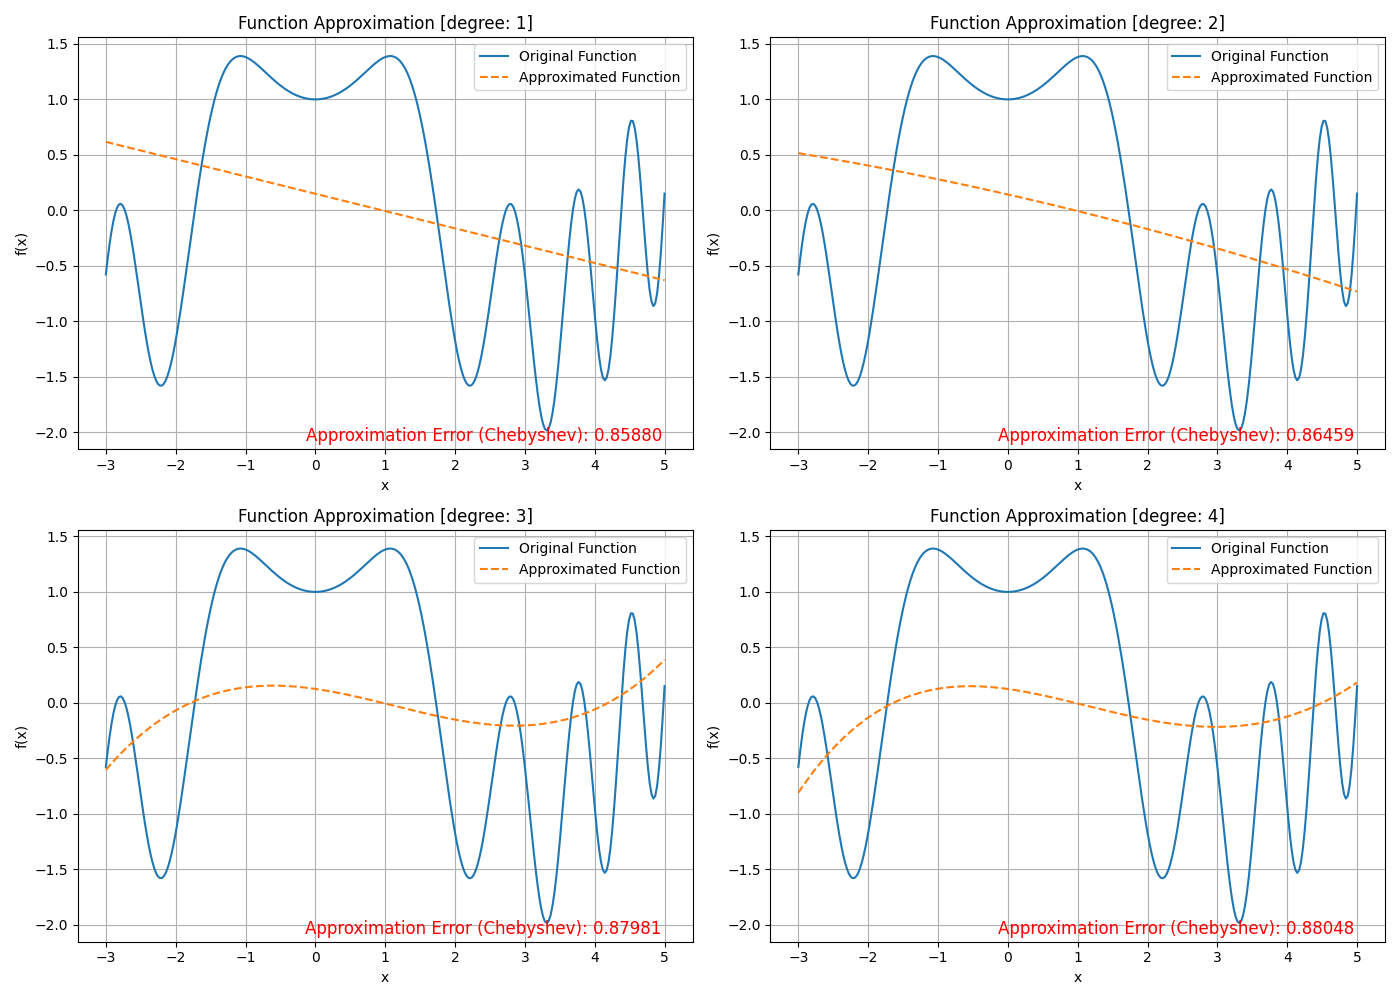 Function Approximation [degree: 1]
Original Function
Approximated Function
f(x)
1.5
1.0
0.5
0.0
−0.5
−1.0
−1.5
−2.0
Approximation Error (Chebyshev): 0.85880
−3 −2 −1 0 1 2 3 4 5
x
Function Approximation [degree: 2]
Original Function
Approximated Function
f(x)
1.5
1.0
0.5
0.0
−0.5
−1.0
−1.5
−2.0
Approximation Error (Chebyshev): 0.86459
−3 −2 −1 0 1 2 3 4 5
x
Function Approximation [degree: 3]
Original Function
Approximated Function
f(x)
1.5
1.0
0.5
0.0
−0.5
−1.0
−1.5
−2.0
Approximation Error (Chebyshev): 0.87981
−3 −2 −1 0 1 2 3 4 5
x
Function Approximation [degree: 4]
Original Function
Approximated Function
f(x)
1.5
1.0
0.5
0.0
−0.5
−1.0
−1.5
−2.0
Approximation Error (Chebyshev): 0.88048
−3 −2 −1 0 1 2 3 4 5
x